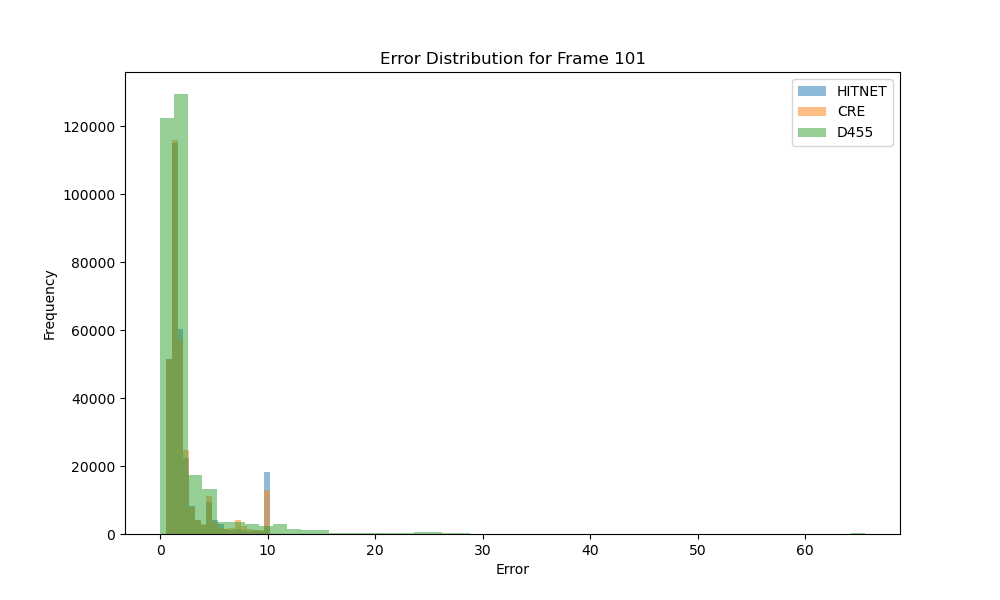 Error Distribution for Frame 101
HITNET
CRE
D455
120000
100000
80000
60000
40000
20000
0
Frequency
0 10 20 30 40 50 60
Error